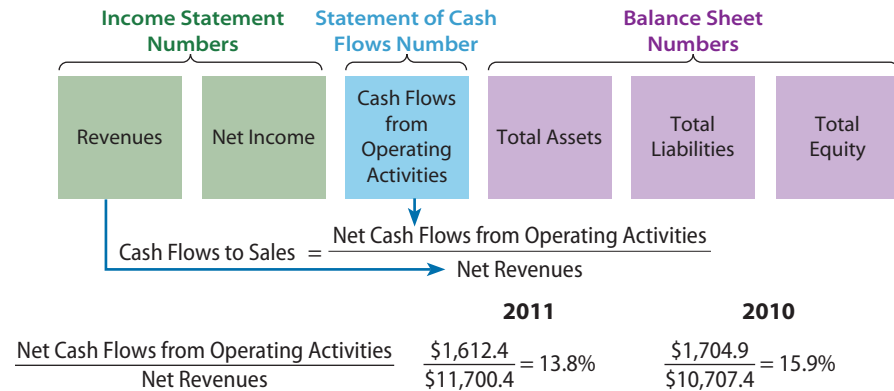 Income Statement Numbers
Statement of Cash Flows Number
Balance Sheet Numbers
Revenues
Net Income
Cash Flows from Operating Activities
Total Assets
Total Liabilities
Total Equity
Cash Flows to Sales = Net Cash Flows from Operating Activities / Net Revenues
2011 2010
Net Cash Flows from Operating Activities / Net Revenues $1,612.4 / $11,700.4 = 13.8% $1,704.9 / $10,707.4 = 15.9%